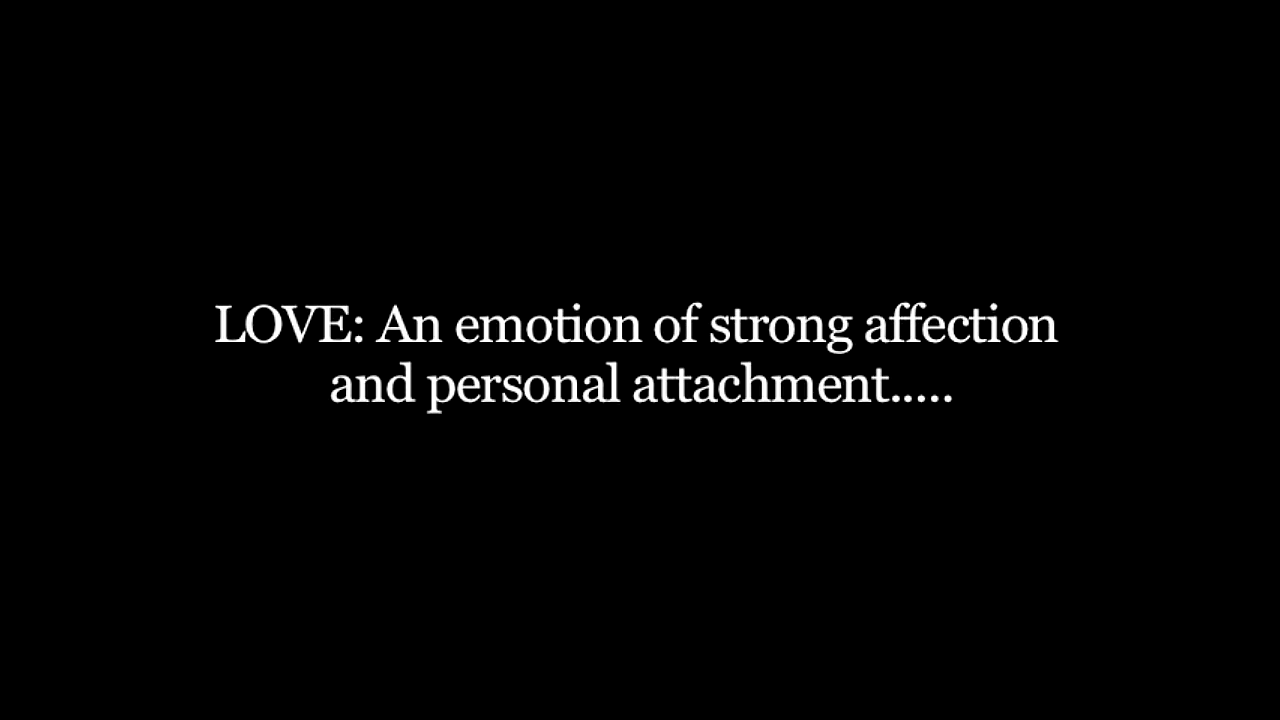 LOVE: An emotion of strong affection
and personal attachment.....